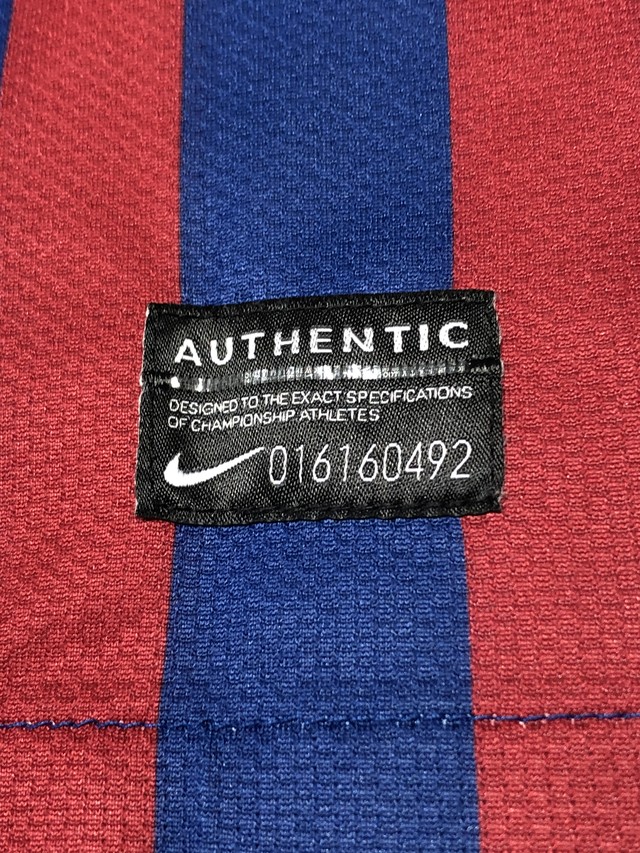 AUTHENTIC
DESIGNED TO THE EXACT SPECIFICATIONS
OF CHAMPIONSHIP ATHLETES
016160492